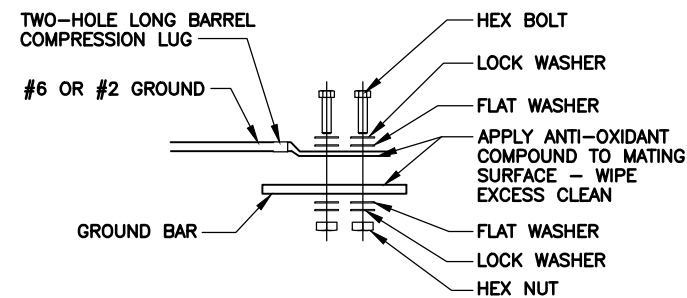 TWO-HOLE LONG BARREL
COMPRESSION LUG
#6 OR #2 GROUND
GROUND BAR
HEX BOLT
LOCK WASHER
FLAT WASHER
APPLY ANTI-OXIDANT
COMPOUND TO MATING
SURFACE – WIPE
EXCESS CLEAN
FLAT WASHER
LOCK WASHER
HEX NUT